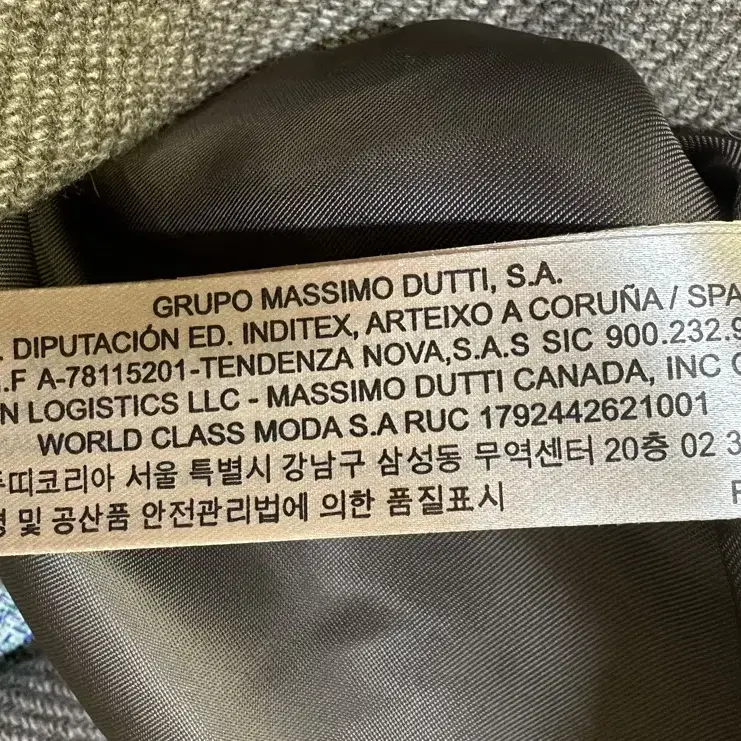 GRUPO MASSIMO DUTTI, S.A.
DIPUTACIÓN ED. INDITEX, ARTEIXO A CORUÑA / SPA
.F A-78115201-TENDENZA NOVA,S.A.S SIC 900.232.9
N LOGISTICS LLC - MASSIMO DUTTI CANADA, INC
WORLD CLASS MODA S.A RUC 1792442621001
두띠코리아 서울 특별시 강남구 삼성동 무역센터 20층 02 3
및 공산품 안전관리법에 의한 품질표시